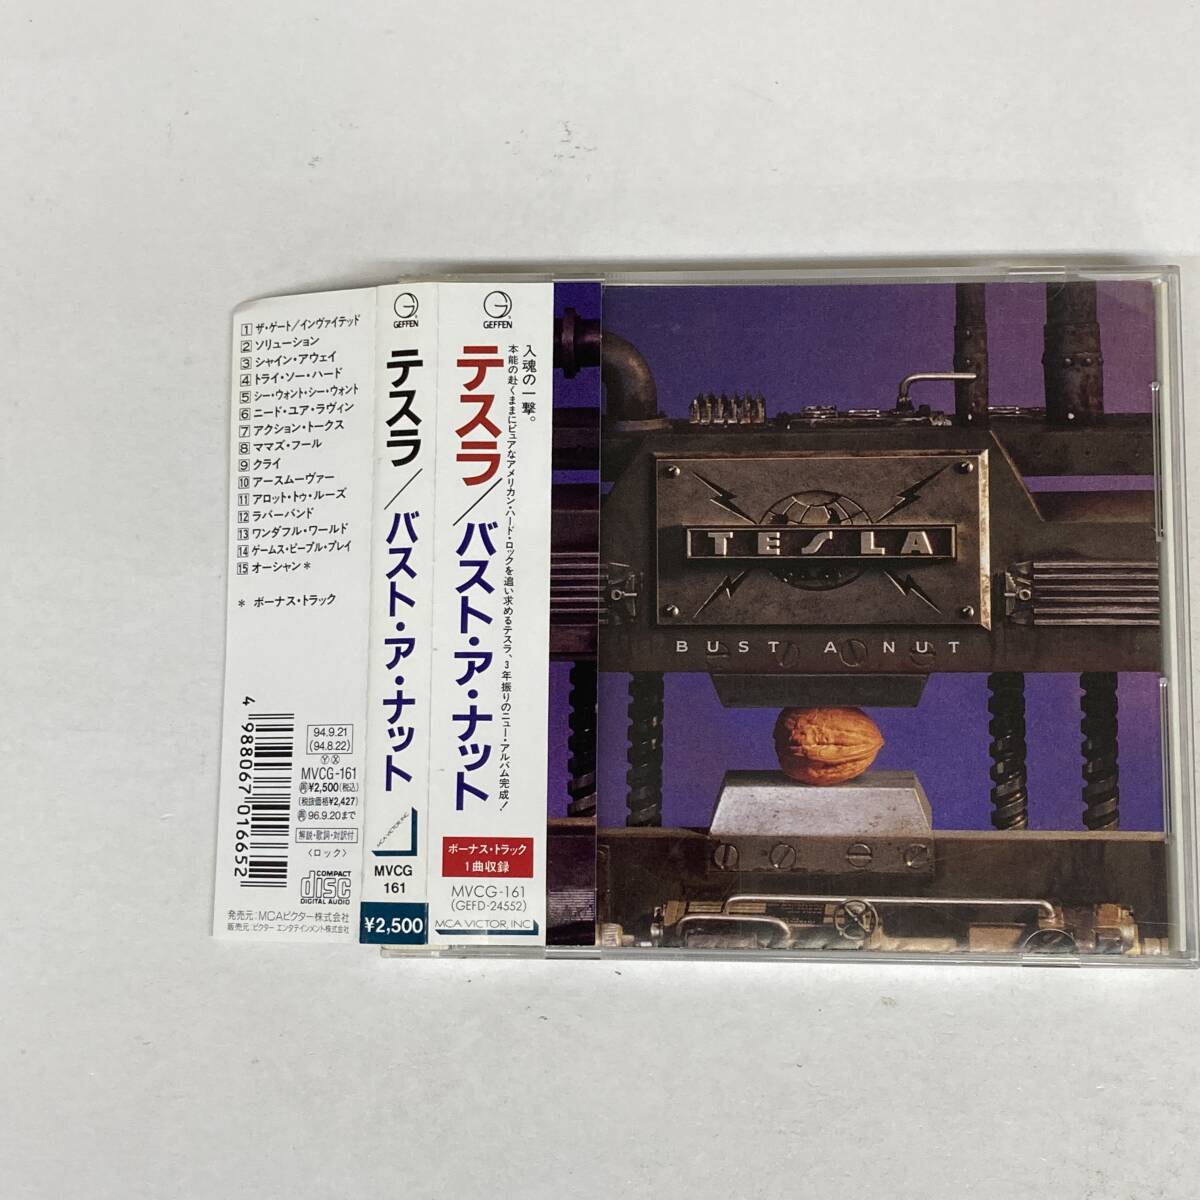 1 ザ・ゲート/インヴァイテッド
2 ソリューション
3 シャイン・アウェイ
4 トライ・ソー・ハード
5 シー・ウォント・シー・ウォント
6 ニード・ユア・ラヴィン
7 アクション・トークス
8 ママズ・フール
9 クライ
10 アースムーヴァー
11 アロット・トゥ・ルーズ
12 ラバーバンド
13 ワンダフル・ワールド
14 ゲームス・ピープル・プレイ
15 オーシャン*
* ボーナス・トラック
4 988067 016652
94.9.21
(94.8.22)
Ⓨ Ⓧ
MVCG-161
㊢¥2,500(税込)
(税抜価格¥2,427)
㊢96.9.20まで
解説・歌詞・対訳付
〈ロック〉
COMPACT
disc
DIGITAL AUDIO
発売元:MCAビクター株式会社
販売元:ビクター エンタテインメント株式会社
GEFFEN
テスラ/バスト・ア・ナット
MCA VICTOR, INC.
MVCG
161
¥2,500
GEFFEN
入魂の一撃。
本能の赴くままにピュアなアメリカン・ハード・ロックを追い求めるテスラ、3年振りのニュー・アルバム完成!
テスラ/バスト・ア・ナット
ボーナス・トラック
1曲収録
MVCG-161
(GEFD-24552)
MCA VICTOR, INC.
TESLA
BUST A NUT